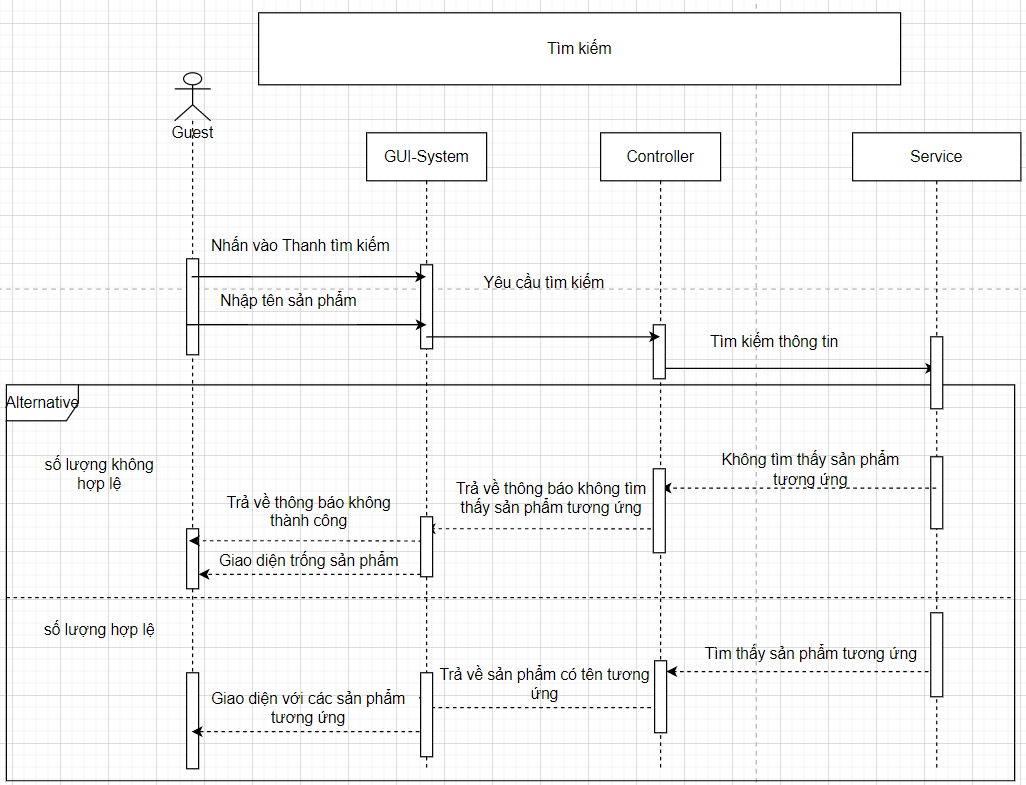 Tìm kiếm
Guest
GUI-System
Controller
Service
Nhấn vào Thanh tìm kiếm
Yêu cầu tìm kiếm
Nhập tên sản phẩm
Tìm kiếm thông tin
Alternative
số lượng không
hợp lệ
Không tìm thấy sản phẩm
tương ứng
Trả về thông báo không tìm
thấy sản phẩm tương ứng
Trả về thông báo không
thành công
Giao diện trống sản phẩm
số lượng hợp lệ
Tìm thấy sản phẩm tương ứng
Trả về sản phẩm có tên tương
ứng
Giao diện với các sản phẩm
tương ứng